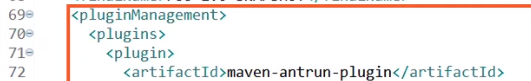 69 <pluginManagement>
70 <plugins>
71 <plugin>
72 <artifactId>maven-antrun-plugin</artifactId>